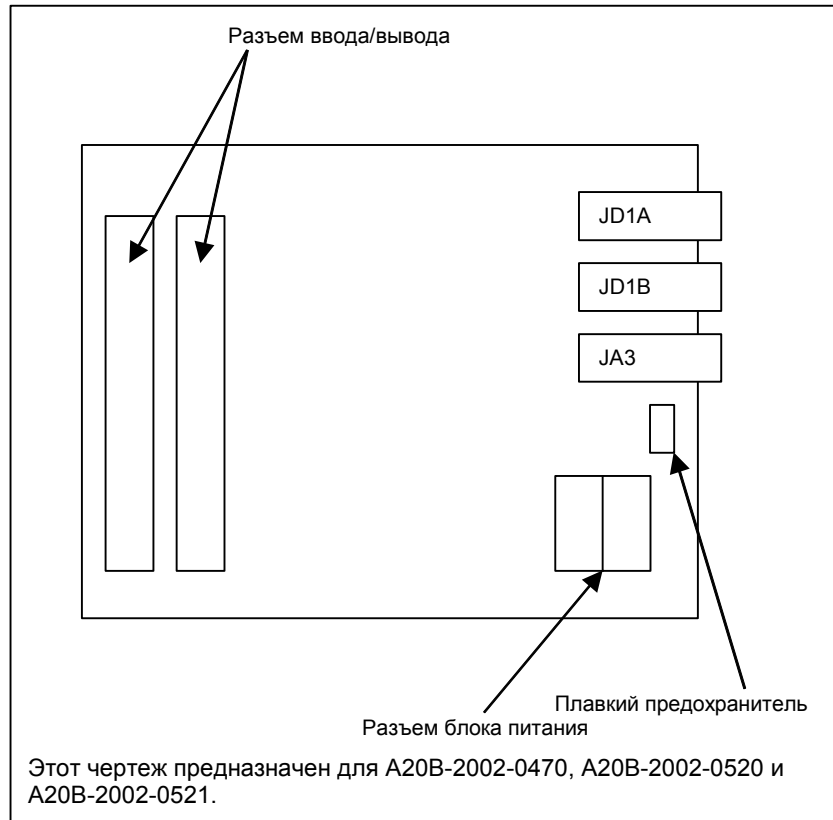 Разъем ввода/вывода
JD1A
JD1B
JA3
Плавкий предохранитель
Разъем блока питания
Этот чертеж предназначен для A20B-2002-0470, A20B-2002-0520 и
A20B-2002-0521.